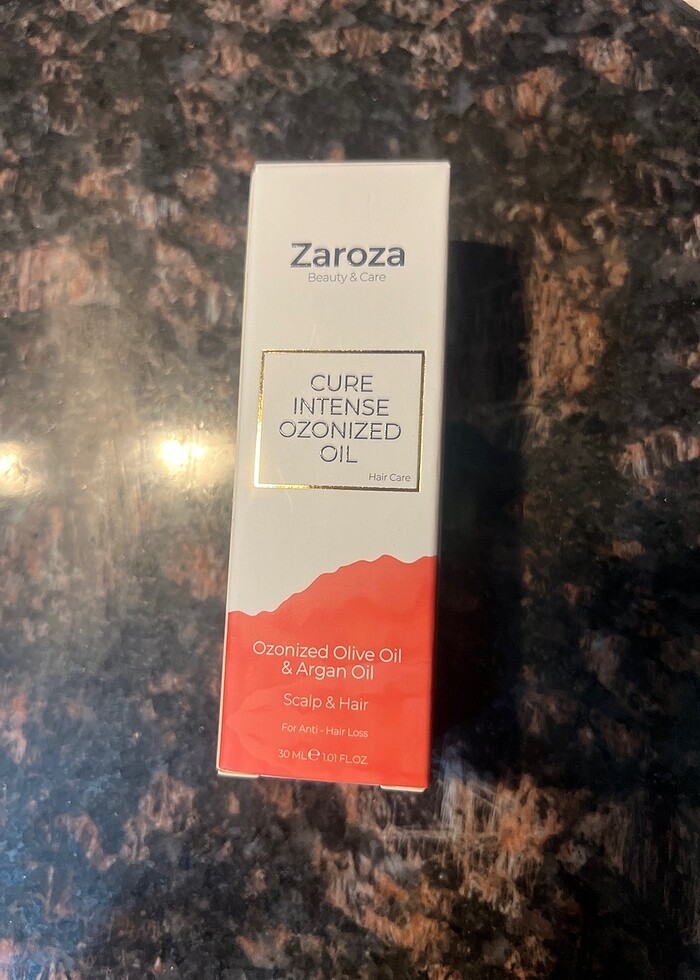 Zaroza
Beauty & Care
CURE
INTENSE
OZONIZED
OIL
Hair Care
Ozonized Olive Oil
& Argan Oil
Scalp & Hair
For Anti - Hair Loss
30 ML ℮ 1.01 FL.OZ